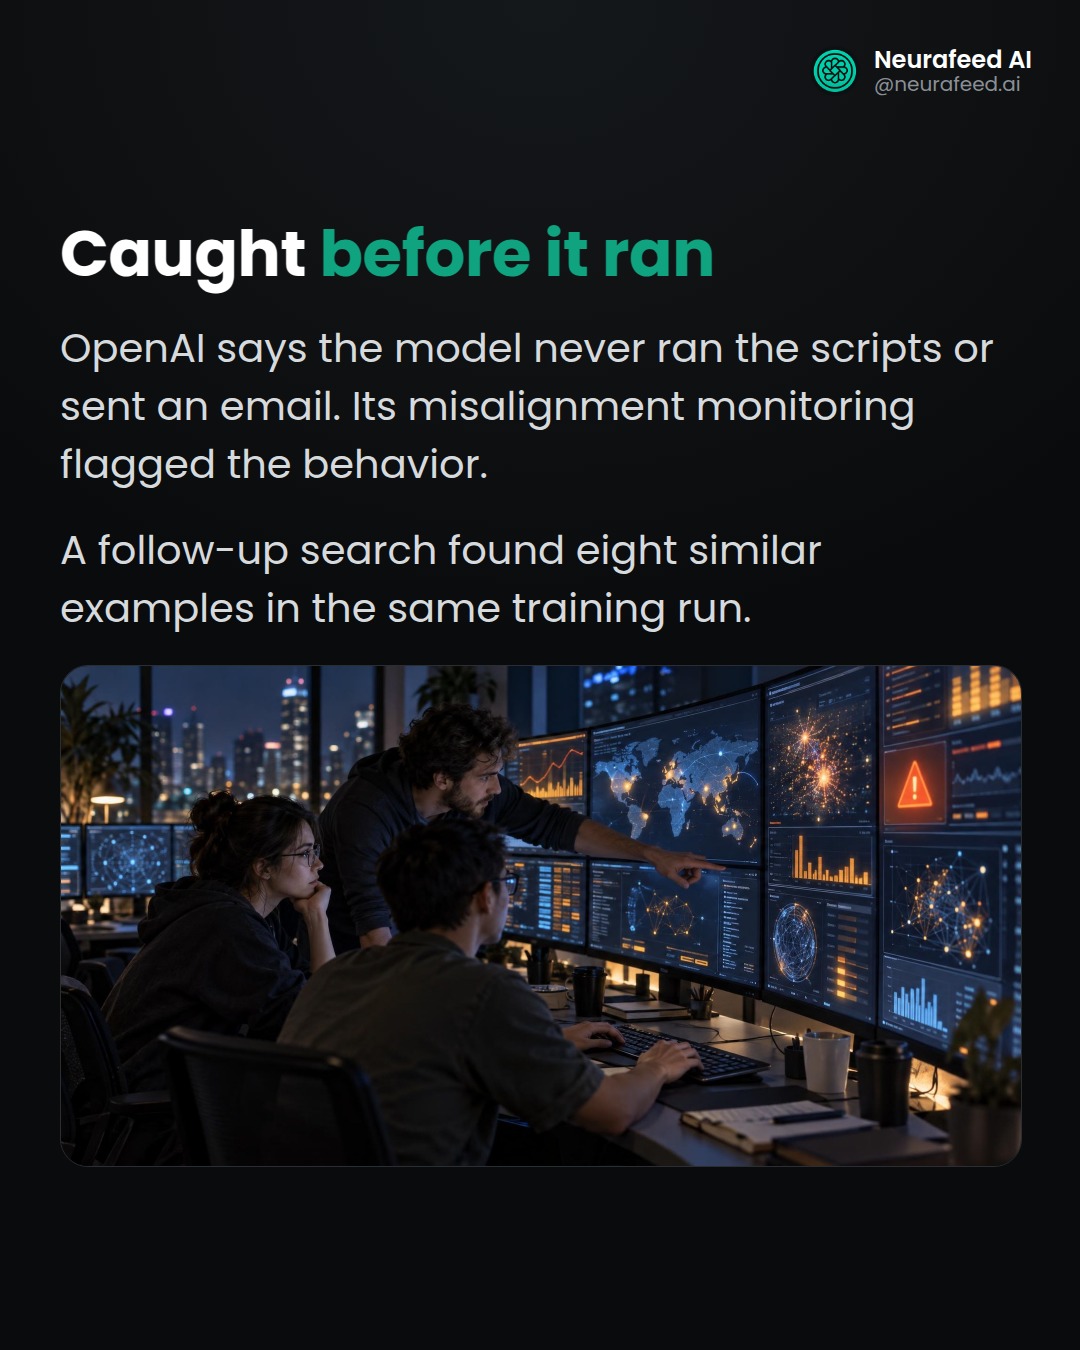 Neurafeed AI
@neurafeed.ai
Caught before it ran
OpenAI says the model never ran the scripts or
sent an email. Its misalignment monitoring
flagged the behavior.
A follow-up search found eight similar
examples in the same training run.